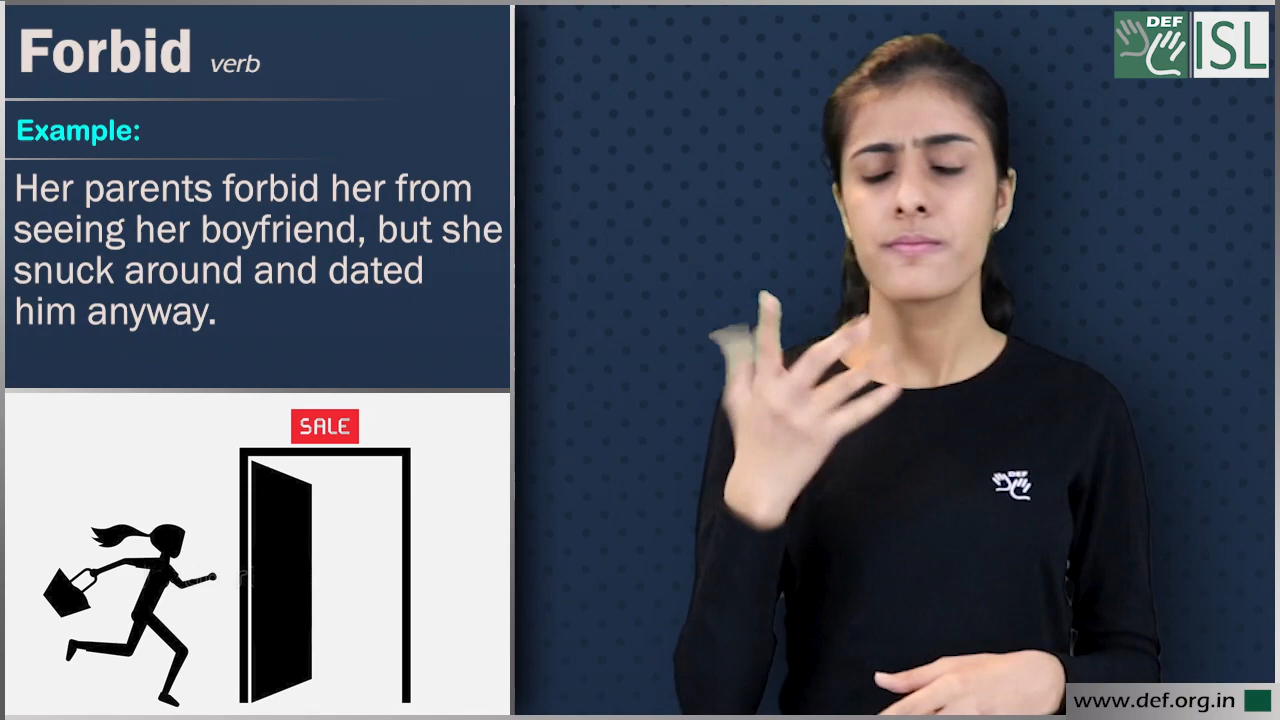 Forbid verb
Example:
Her parents forbid her from
seeing her boyfriend, but she
snuck around and dated
him anyway.
SALE
DEF
ISL
DEF
www.def.org.in